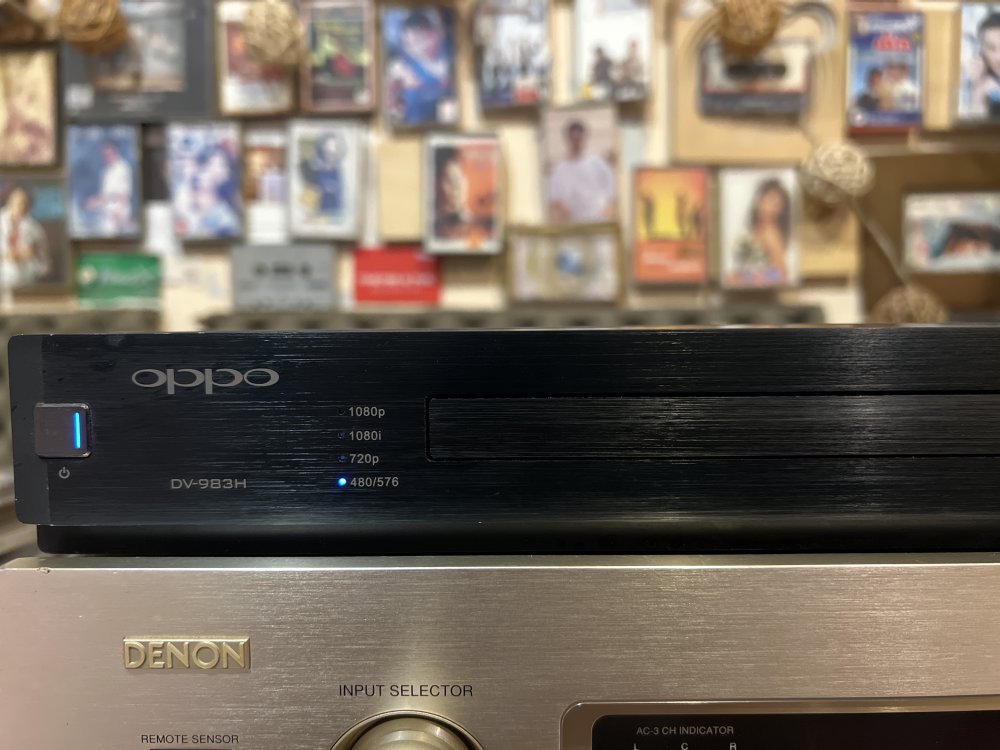 oppo
1080p
1080i
720p
480/576
DV-983H
DENON
INPUT SELECTOR
REMOTE SENSOR
AC-3 CH INDICATOR
L C R